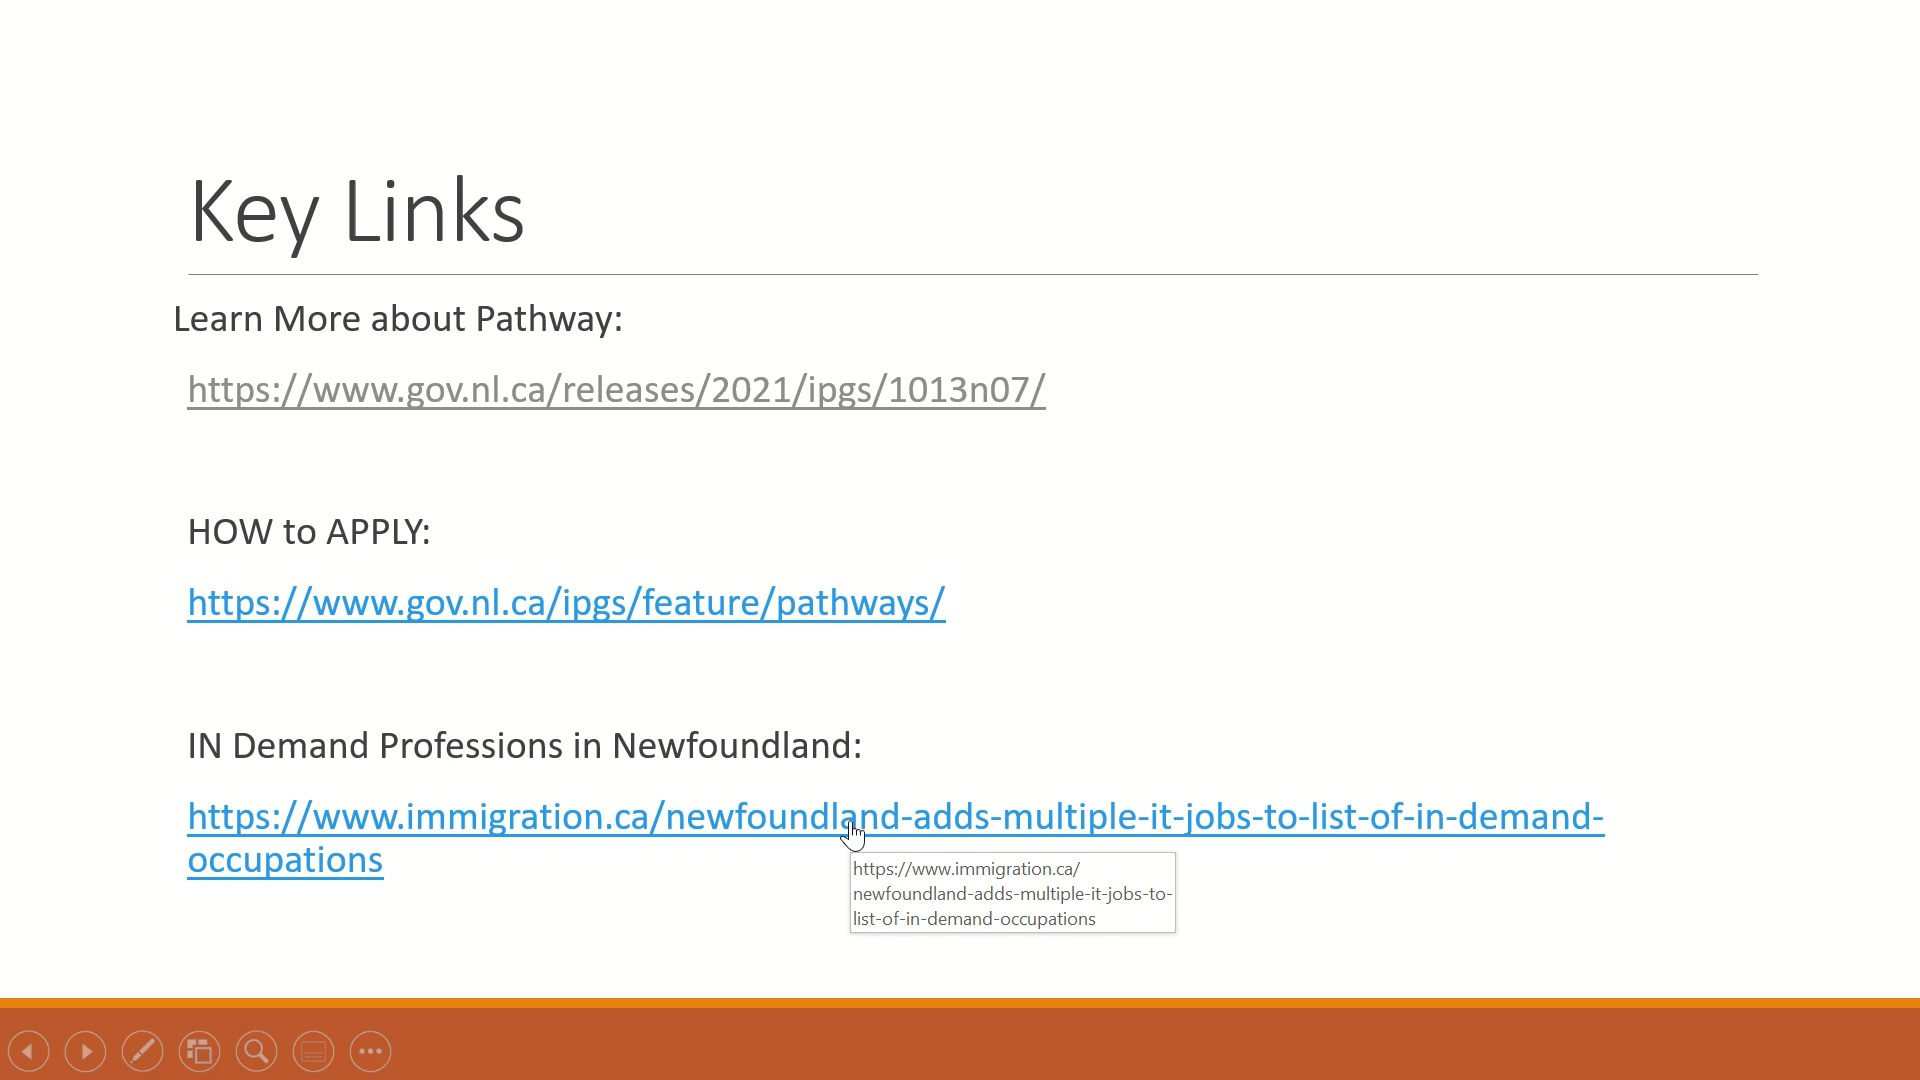 Key Links
Learn More about Pathway:
https://www.gov.nl.ca/releases/2021/ipgs/1013n07/
HOW to APPLY:
https://www.gov.nl.ca/ipgs/feature/pathways/
IN Demand Professions in Newfoundland:
https://www.immigration.ca/newfoundland-adds-multiple-it-jobs-to-list-of-in-demand-
occupations
https://www.immigration.ca/
newfoundland-adds-multiple-it-jobs-to-
list-of-in-demand-occupations